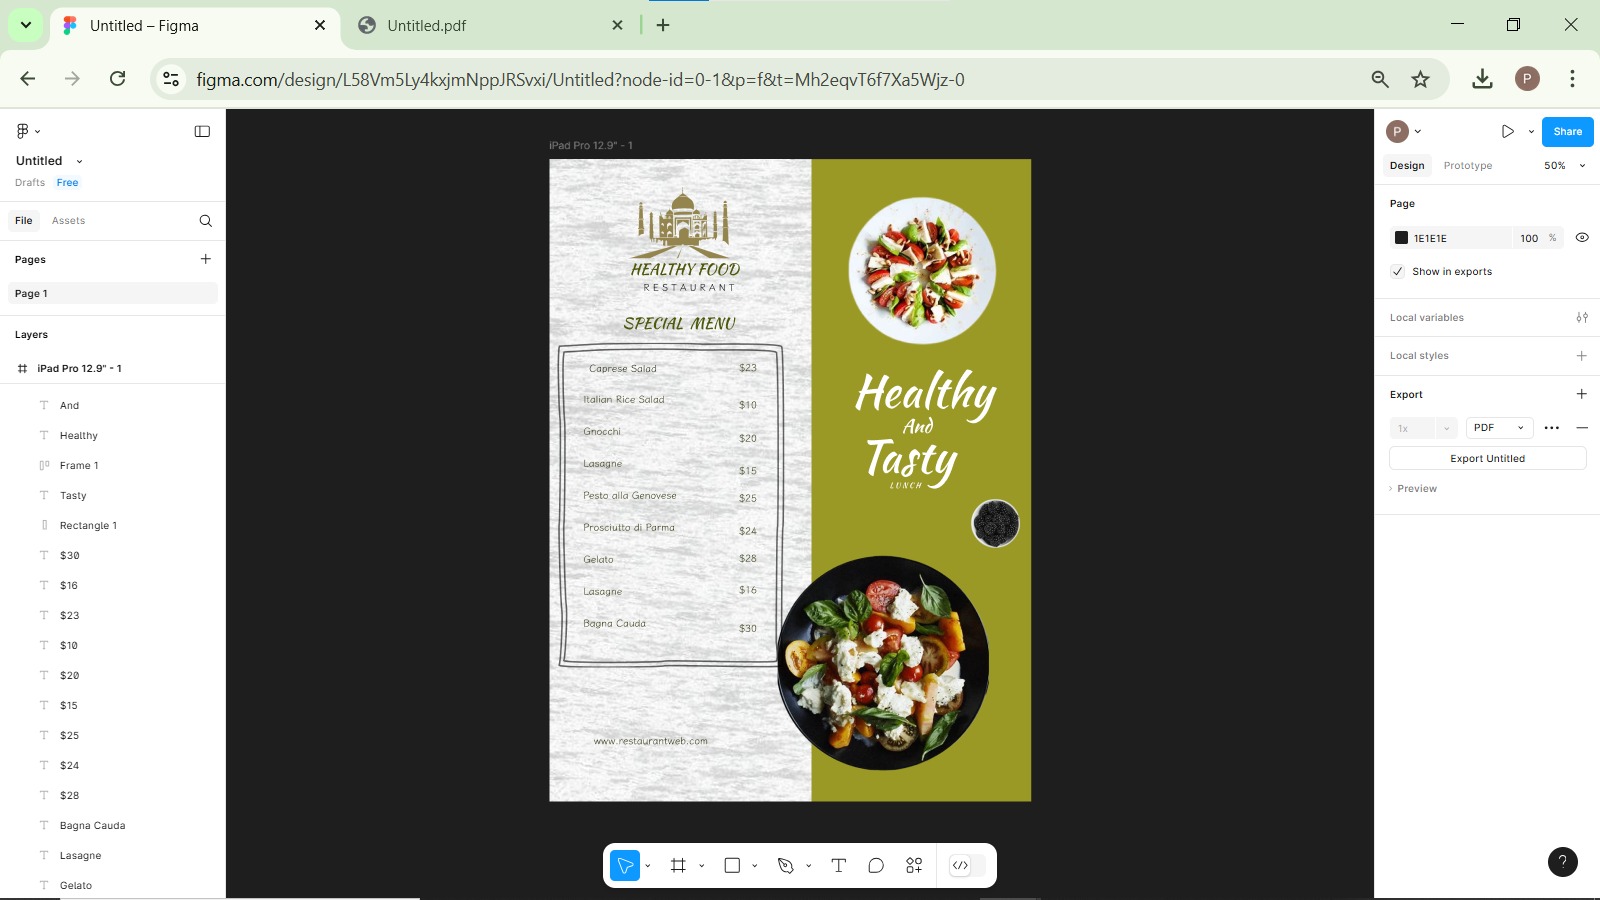 Untitled – Figma
Untitled.pdf
figma.com/design/L58Vm5Ly4kxjmNppJRSvxi/Untitled?node-id=0-1&p=f&t=Mh2eqvT6f7Xa5Wjz-0
P
Untitled
Drafts Free
File Assets
Pages
Page 1
Layers
iPad Pro 12.9" - 1
And
Healthy
Frame 1
Tasty
Rectangle 1
$30
$16
$23
$10
$20
$15
$25
$24
$28
Bagna Cauda
Lasagne
Gelato
iPad Pro 12.9" - 1
HEALTHY FOOD
RESTAURANT
SPECIAL MENU
Caprese Salad $23
Italian Rice Salad $10
Gnocchi $20
Lasagne $15
Pesto alla Genovese $25
Prosciutto di Parma $24
Gelato $28
Lasagne $16
Bagna Cauda $30
www.restaurantweb.com
Healthy
And
Tasty
LUNCH
P
Share
Design Prototype 50%
Page
1E1E1E 100 %
Show in exports
Local variables
Local styles
Export
1x PDF
Export Untitled
Preview
?